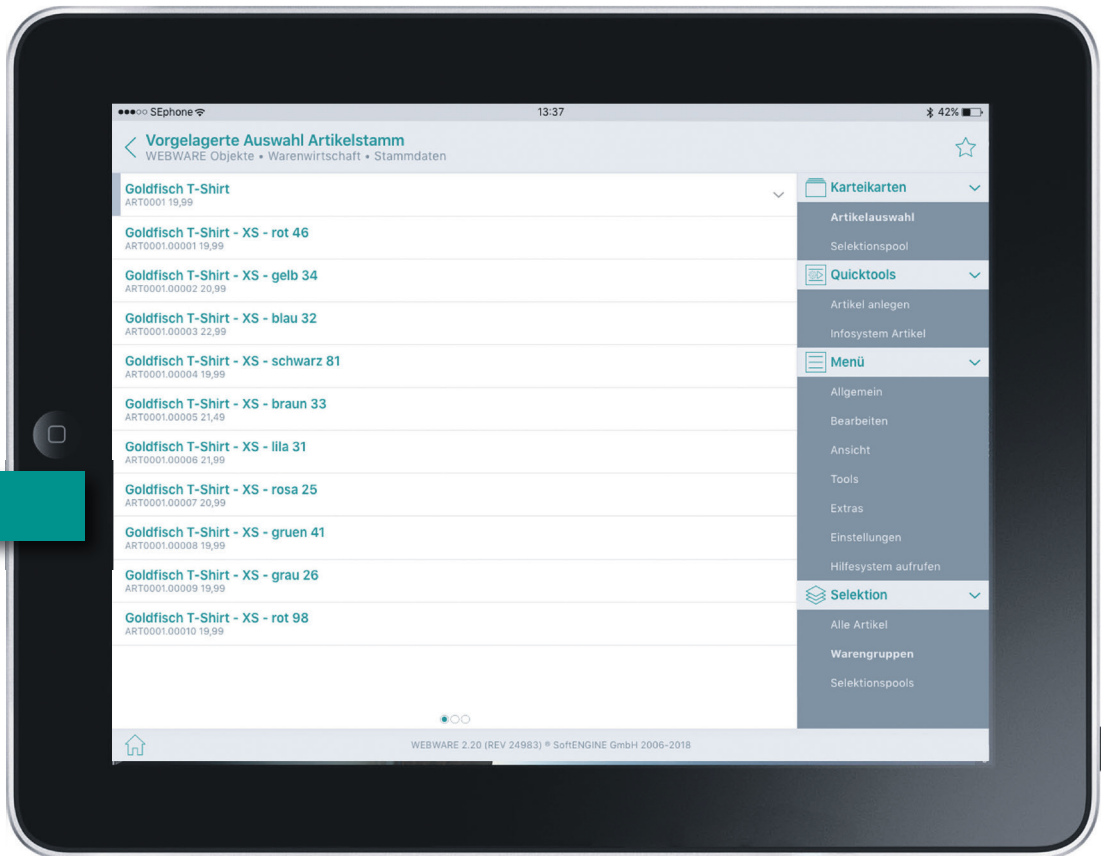 SEphone
13:37
42%
Vorgelagerte Auswahl Artikelstamm
WEBWARE Objekte • Warenwirtschaft • Stammdaten
Goldfisch T-Shirt
ART0001 19,99
Goldfisch T-Shirt - XS - rot 46
ART0001.00001 19,99
Goldfisch T-Shirt - XS - gelb 34
ART0001.00002 20,99
Goldfisch T-Shirt - XS - blau 32
ART0001.00003 22,99
Goldfisch T-Shirt - XS - schwarz 81
ART0001.00004 19,99
Goldfisch T-Shirt - XS - braun 33
ART0001.00005 21,49
Goldfisch T-Shirt - XS - lila 31
ART0001.00006 21,99
Goldfisch T-Shirt - XS - rosa 25
ART0001.00007 20,99
Goldfisch T-Shirt - XS - gruen 41
ART0001.00008 19,99
Goldfisch T-Shirt - XS - grau 26
ART0001.00009 19,99
Goldfisch T-Shirt - XS - rot 98
ART0001.00010 19,99
Karteikarten
Artikelauswahl
Selektionspool
Quicktools
Artikel anlegen
Infosystem Artikel
Menü
Allgemein
Bearbeiten
Ansicht
Tools
Extras
Einstellungen
Hilfesystem aufrufen
Selektion
Alle Artikel
Warengruppen
Selektionspools
WEBWARE 2.20 (REV 24983) ® SoftENGINE GmbH 2006-2018